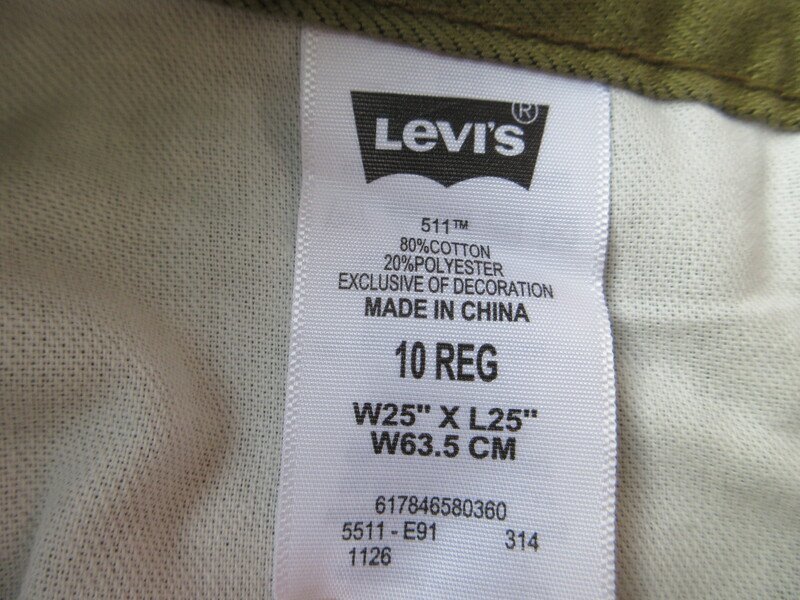 Levi's®
511™
80%COTTON
20%POLYESTER
EXCLUSIVE OF DECORATION
MADE IN CHINA
10 REG
W25" X L25"
W63.5 CM
617846580360
5511 - E91 314
1126